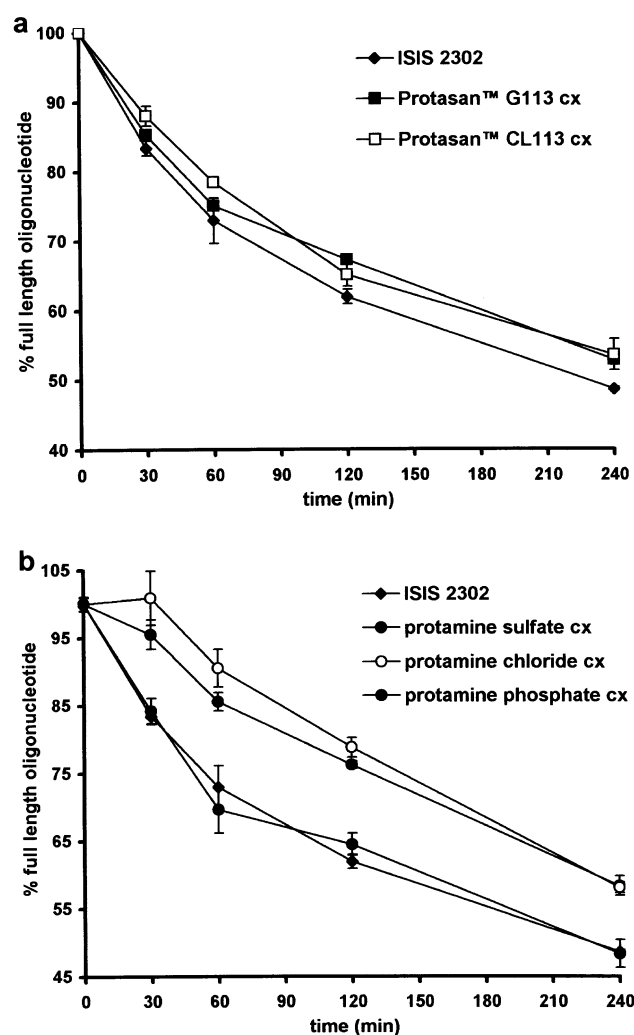 a
100
90
80
70
60
50
40
% full length oligonucleotide
ISIS 2302
Protasan™ G113 cx
Protasan™ CL113 cx
0 30 60 90 120 150 180 210 240
time (min)
b
105
95
85
75
65
55
45
% full length oligonucleotide
ISIS 2302
protamine sulfate cx
protamine chloride cx
protamine phosphate cx
0 30 60 90 120 150 180 210 240
time (min)